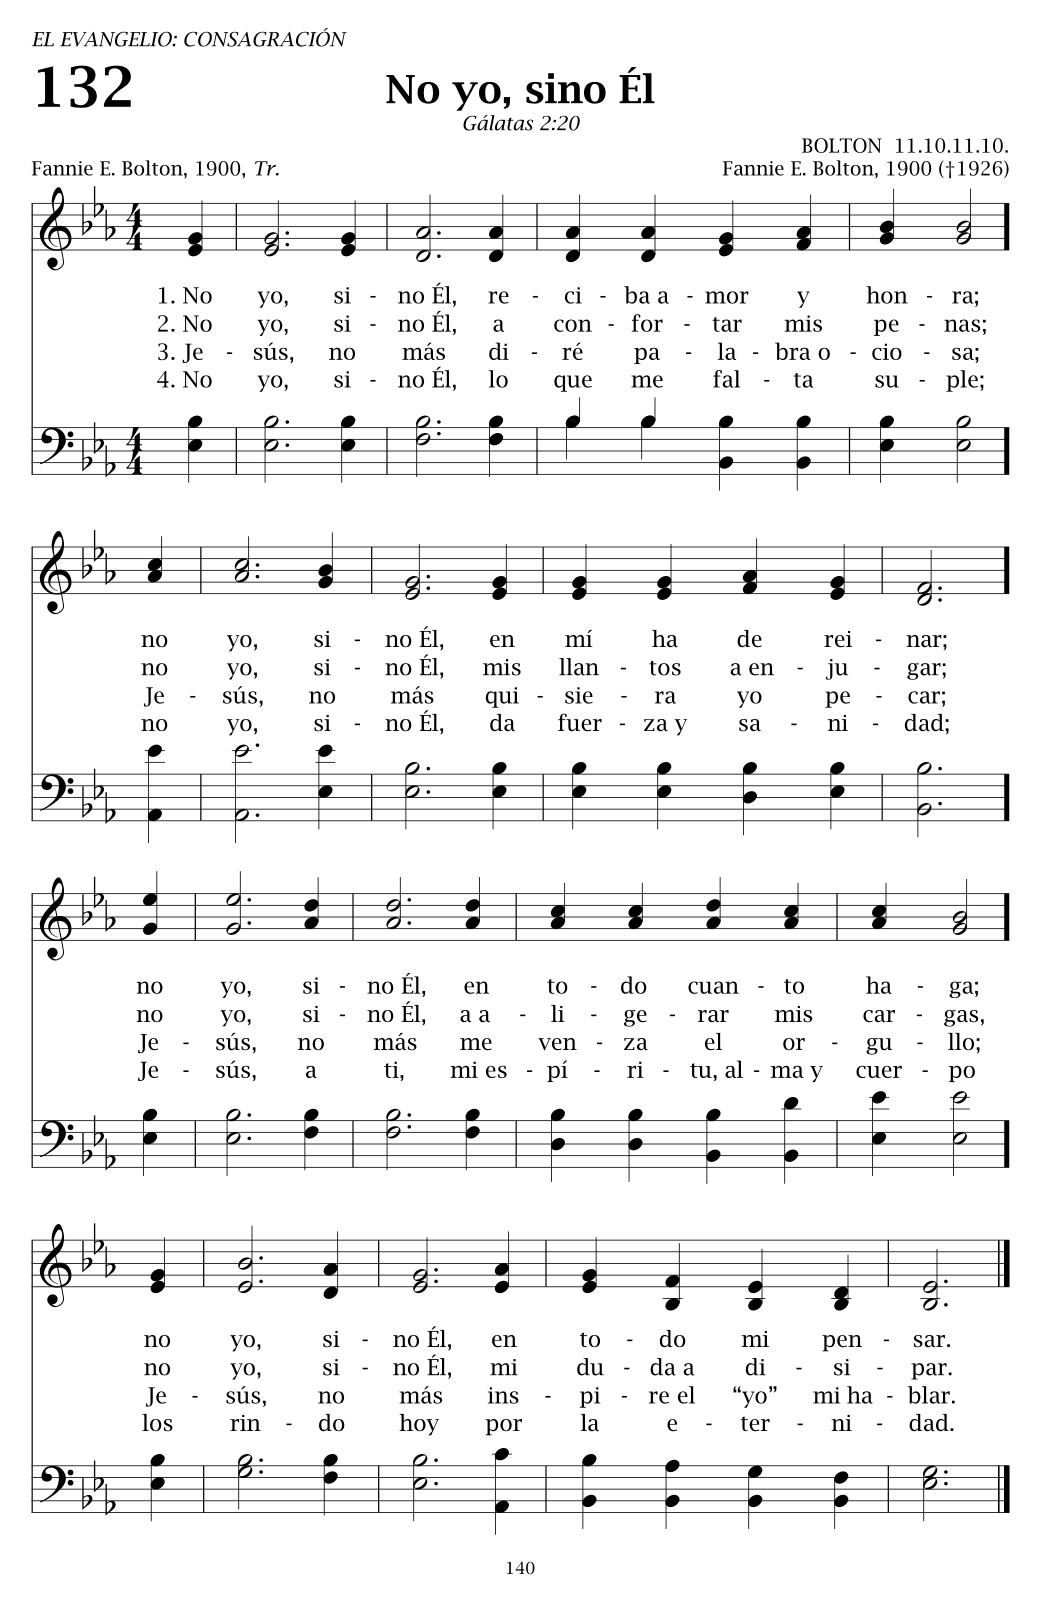 EL EVANGELIO: CONSAGRACIÓN
132
No yo, sino Él
Gálatas 2:20
BOLTON 11.10.11.10.
Fannie E. Bolton, 1900, Tr.
Fannie E. Bolton, 1900 (†1926)
4
4
1. No yo, si - no Él, re - ci - ba a - mor y hon - ra;
2. No yo, si - no Él, a con - for - tar mis pe - nas;
3. Je - sús, no más di - ré pa - la - bra o - cio - sa;
4. No yo, si - no Él, lo que me fal - ta su - ple;
4
4
no yo, si - no Él, en mí ha de rei - nar;
no yo, si - no Él, mis llan - tos a en - ju - gar;
Je - sús, no más qui - sie - ra yo pe - car;
no yo, si - no Él, da fuer - za y sa - ni - dad;
no yo, si - no Él, en to - do cuan - to ha - ga;
no yo, si - no Él, a a - li - ge - rar mis car - gas,
Je - sús, no más me ven - za el or - gu - llo;
Je - sús, a ti, mi es - pí - ri - tu, al - ma y cuer - po
no yo, si - no Él, en to - do mi pen - sar.
no yo, si - no Él, mi du - da a di - si - par.
Je - sús, no más ins - pi - re el “yo” mi ha - blar.
los rin - do hoy por la e - ter - ni - dad.
140